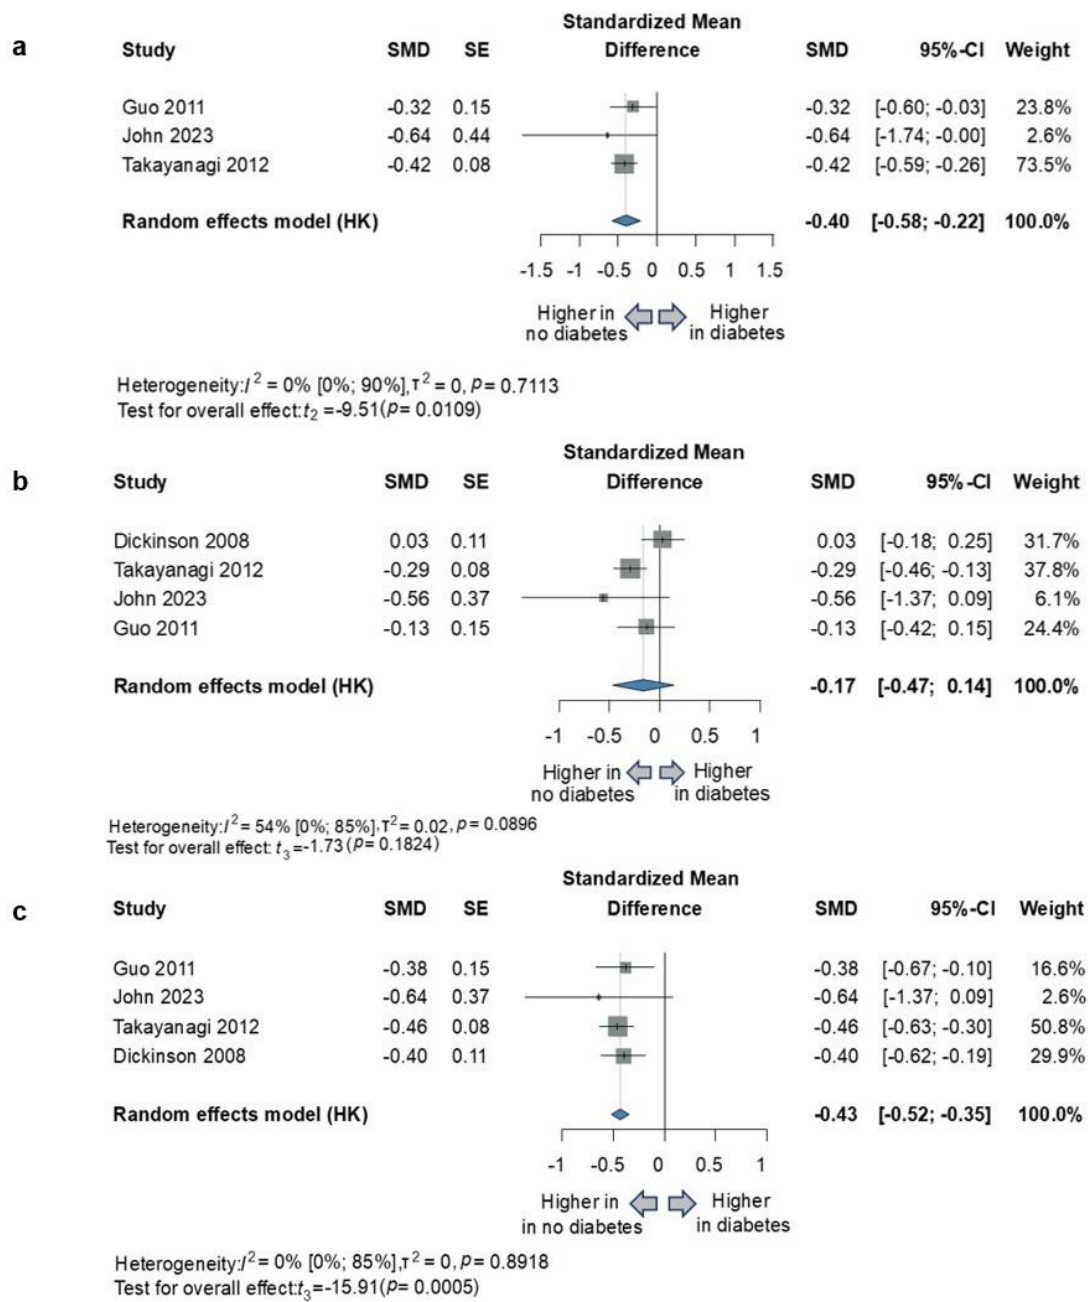 a
Standardized Mean
Study SMD SE Difference SMD 95%-CI Weight
Guo 2011 -0.32 0.15 -0.32 [-0.60; -0.03] 23.8%
John 2023 -0.64 0.44 -0.64 [-1.74; -0.00] 2.6%
Takayanagi 2012 -0.42 0.08 -0.42 [-0.59; -0.26] 73.5%
Random effects model (HK) -0.40 [-0.58; -0.22] 100.0%
-1.5 -1 -0.5 0 0.5 1 1.5
Higher in Higher
no diabetes in diabetes
Heterogeneity:I² = 0% [0%; 90%],τ² = 0, p = 0.7113
Test for overall effect:t₂ =-9.51(p= 0.0109)
b
Standardized Mean
Study SMD SE Difference SMD 95%-CI Weight
Dickinson 2008 0.03 0.11 0.03 [-0.18; 0.25] 31.7%
Takayanagi 2012 -0.29 0.08 -0.29 [-0.46; -0.13] 37.8%
John 2023 -0.56 0.37 -0.56 [-1.37; 0.09] 6.1%
Guo 2011 -0.13 0.15 -0.13 [-0.42; 0.15] 24.4%
Random effects model (HK) -0.17 [-0.47; 0.14] 100.0%
-1 -0.5 0 0.5 1
Higher in Higher
no diabetes in diabetes
Heterogeneity:I² = 54% [0%; 85%],τ² = 0.02, p = 0.0896
Test for overall effect: t₃ =-1.73 (p= 0.1824)
c
Standardized Mean
Study SMD SE Difference SMD 95%-CI Weight
Guo 2011 -0.38 0.15 -0.38 [-0.67; -0.10] 16.6%
John 2023 -0.64 0.37 -0.64 [-1.37; 0.09] 2.6%
Takayanagi 2012 -0.46 0.08 -0.46 [-0.63; -0.30] 50.8%
Dickinson 2008 -0.40 0.11 -0.40 [-0.62; -0.19] 29.9%
Random effects model (HK) -0.43 [-0.52; -0.35] 100.0%
-1 -0.5 0 0.5 1
Higher in Higher
in no diabetes in diabetes
Heterogeneity:I² = 0% [0%; 85%],τ² = 0, p = 0.8918
Test for overall effect:t₃=-15.91(p= 0.0005)